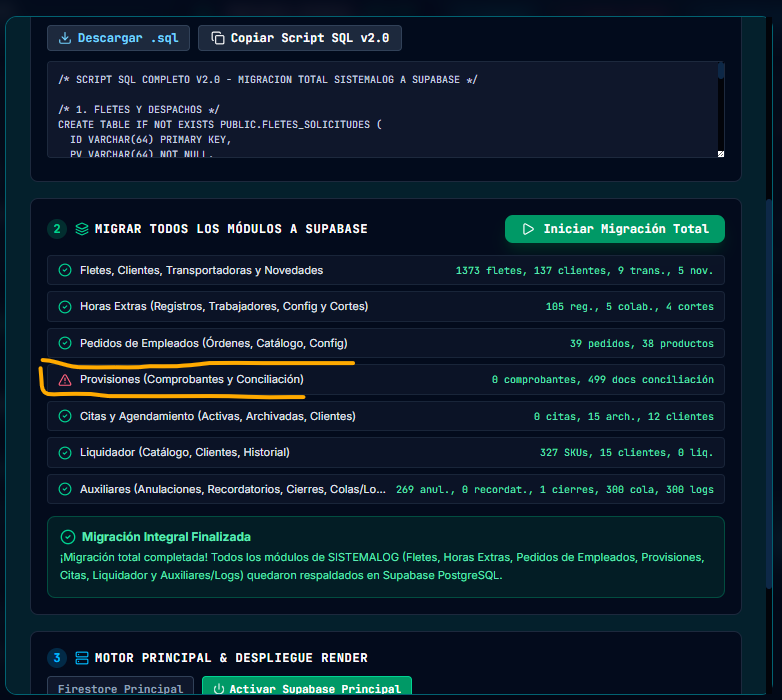 Descargar .sql
Copiar Script SQL v2.0
/* SCRIPT SQL COMPLETO V2.0 - MIGRACION TOTAL SISTEMALOG A SUPABASE */
/* 1. FLETES Y DESPACHOS */
CREATE TABLE IF NOT EXISTS PUBLIC.FLETES_SOLICITUDES (
ID VARCHAR(64) PRIMARY KEY,
PV VARCHAR(64) NOT NULL,
2 MIGRAR TODOS LOS MÓDULOS A SUPABASE
Iniciar Migración Total
Fletes, Clientes, Transportadoras y Novedades 1373 fletes, 137 clientes, 9 trans., 5 nov.
Horas Extras (Registros, Trabajadores, Config y Cortes) 105 reg., 5 colab., 4 cortes
Pedidos de Empleados (Órdenes, Catálogo, Config) 39 pedidos, 38 productos
Provisiones (Comprobantes y Conciliación) 0 comprobantes, 499 docs conciliación
Citas y Agendamiento (Activas, Archivadas, Clientes) 0 citas, 15 arch., 12 clientes
Liquidador (Catálogo, Clientes, Historial) 327 SKUs, 15 clientes, 0 liq.
Auxiliares (Anulaciones, Recordatorios, Cierres, Colas/Lo... 269 anul., 0 recordat., 1 cierres, 300 cola, 300 logs
Migración Integral Finalizada
¡Migración total completada! Todos los módulos de SISTEMALOG (Fletes, Horas Extras, Pedidos de Empleados, Provisiones,
Citas, Liquidador y Auxiliares/Logs) quedaron respaldados en Supabase PostgreSQL.
3 MOTOR PRINCIPAL & DESPLIEGUE RENDER
Firestore Principal
Activar Supabase Principal